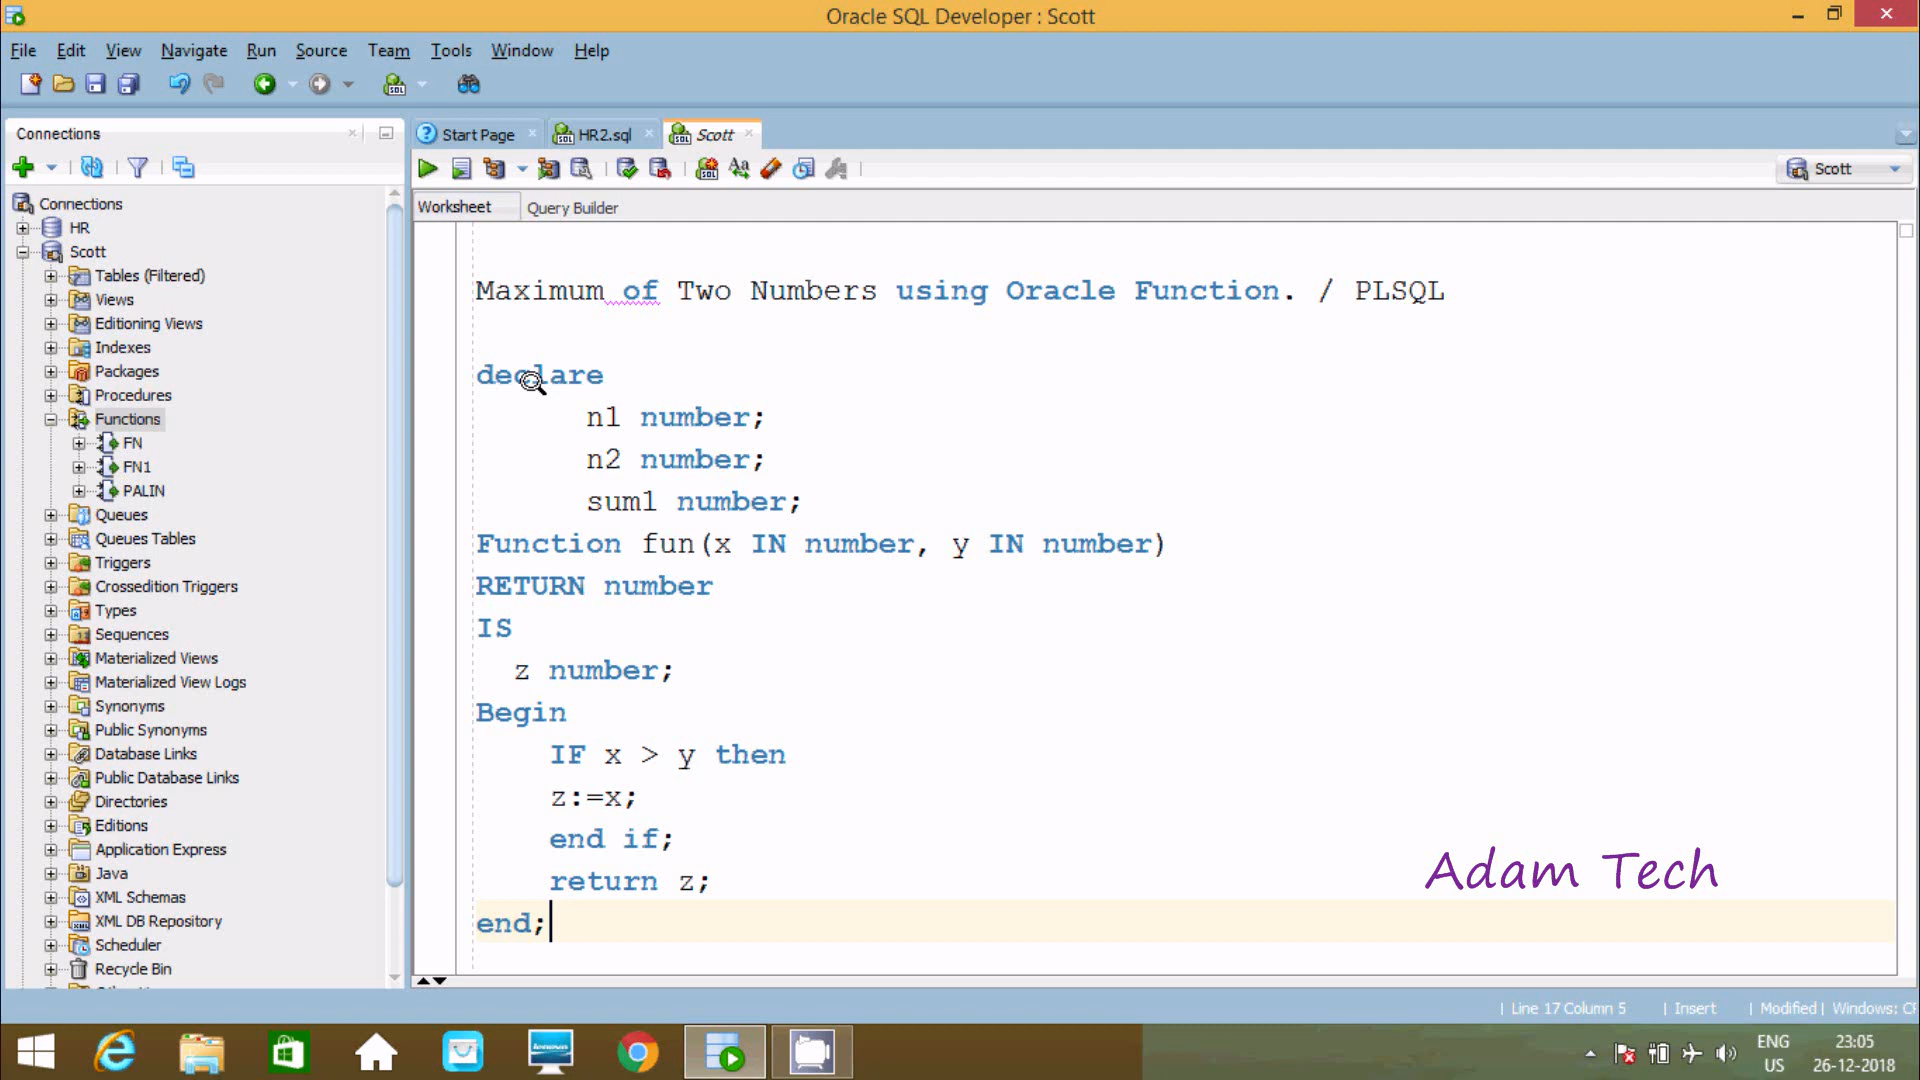 Oracle SQL Developer : Scott
File Edit View Navigate Run Source Team Tools Window Help
Connections
Start Page
HR2.sql
Scott
Scott
Worksheet
Query Builder
Connections
HR
Scott
Tables (Filtered)
Views
Editioning Views
Indexes
Packages
Procedures
Functions
FN
FN1
PALIN
Queues
Queues Tables
Triggers
Crossedition Triggers
Types
Sequences
Materialized Views
Materialized View Logs
Synonyms
Public Synonyms
Database Links
Public Database Links
Directories
Editions
Application Express
Java
XML Schemas
XML DB Repository
Scheduler
Recycle Bin
Maximum of Two Numbers using Oracle Function. / PLSQL
declare
n1 number;
n2 number;
sum1 number;
Function fun(x IN number, y IN number)
RETURN number
IS
z number;
Begin
IF x > y then
z:=x;
end if;
return z;
end;
Adam Tech
Line 17 Column 5 | Insert | Modified | Windows:
ENG
US
23:05
26-12-2018